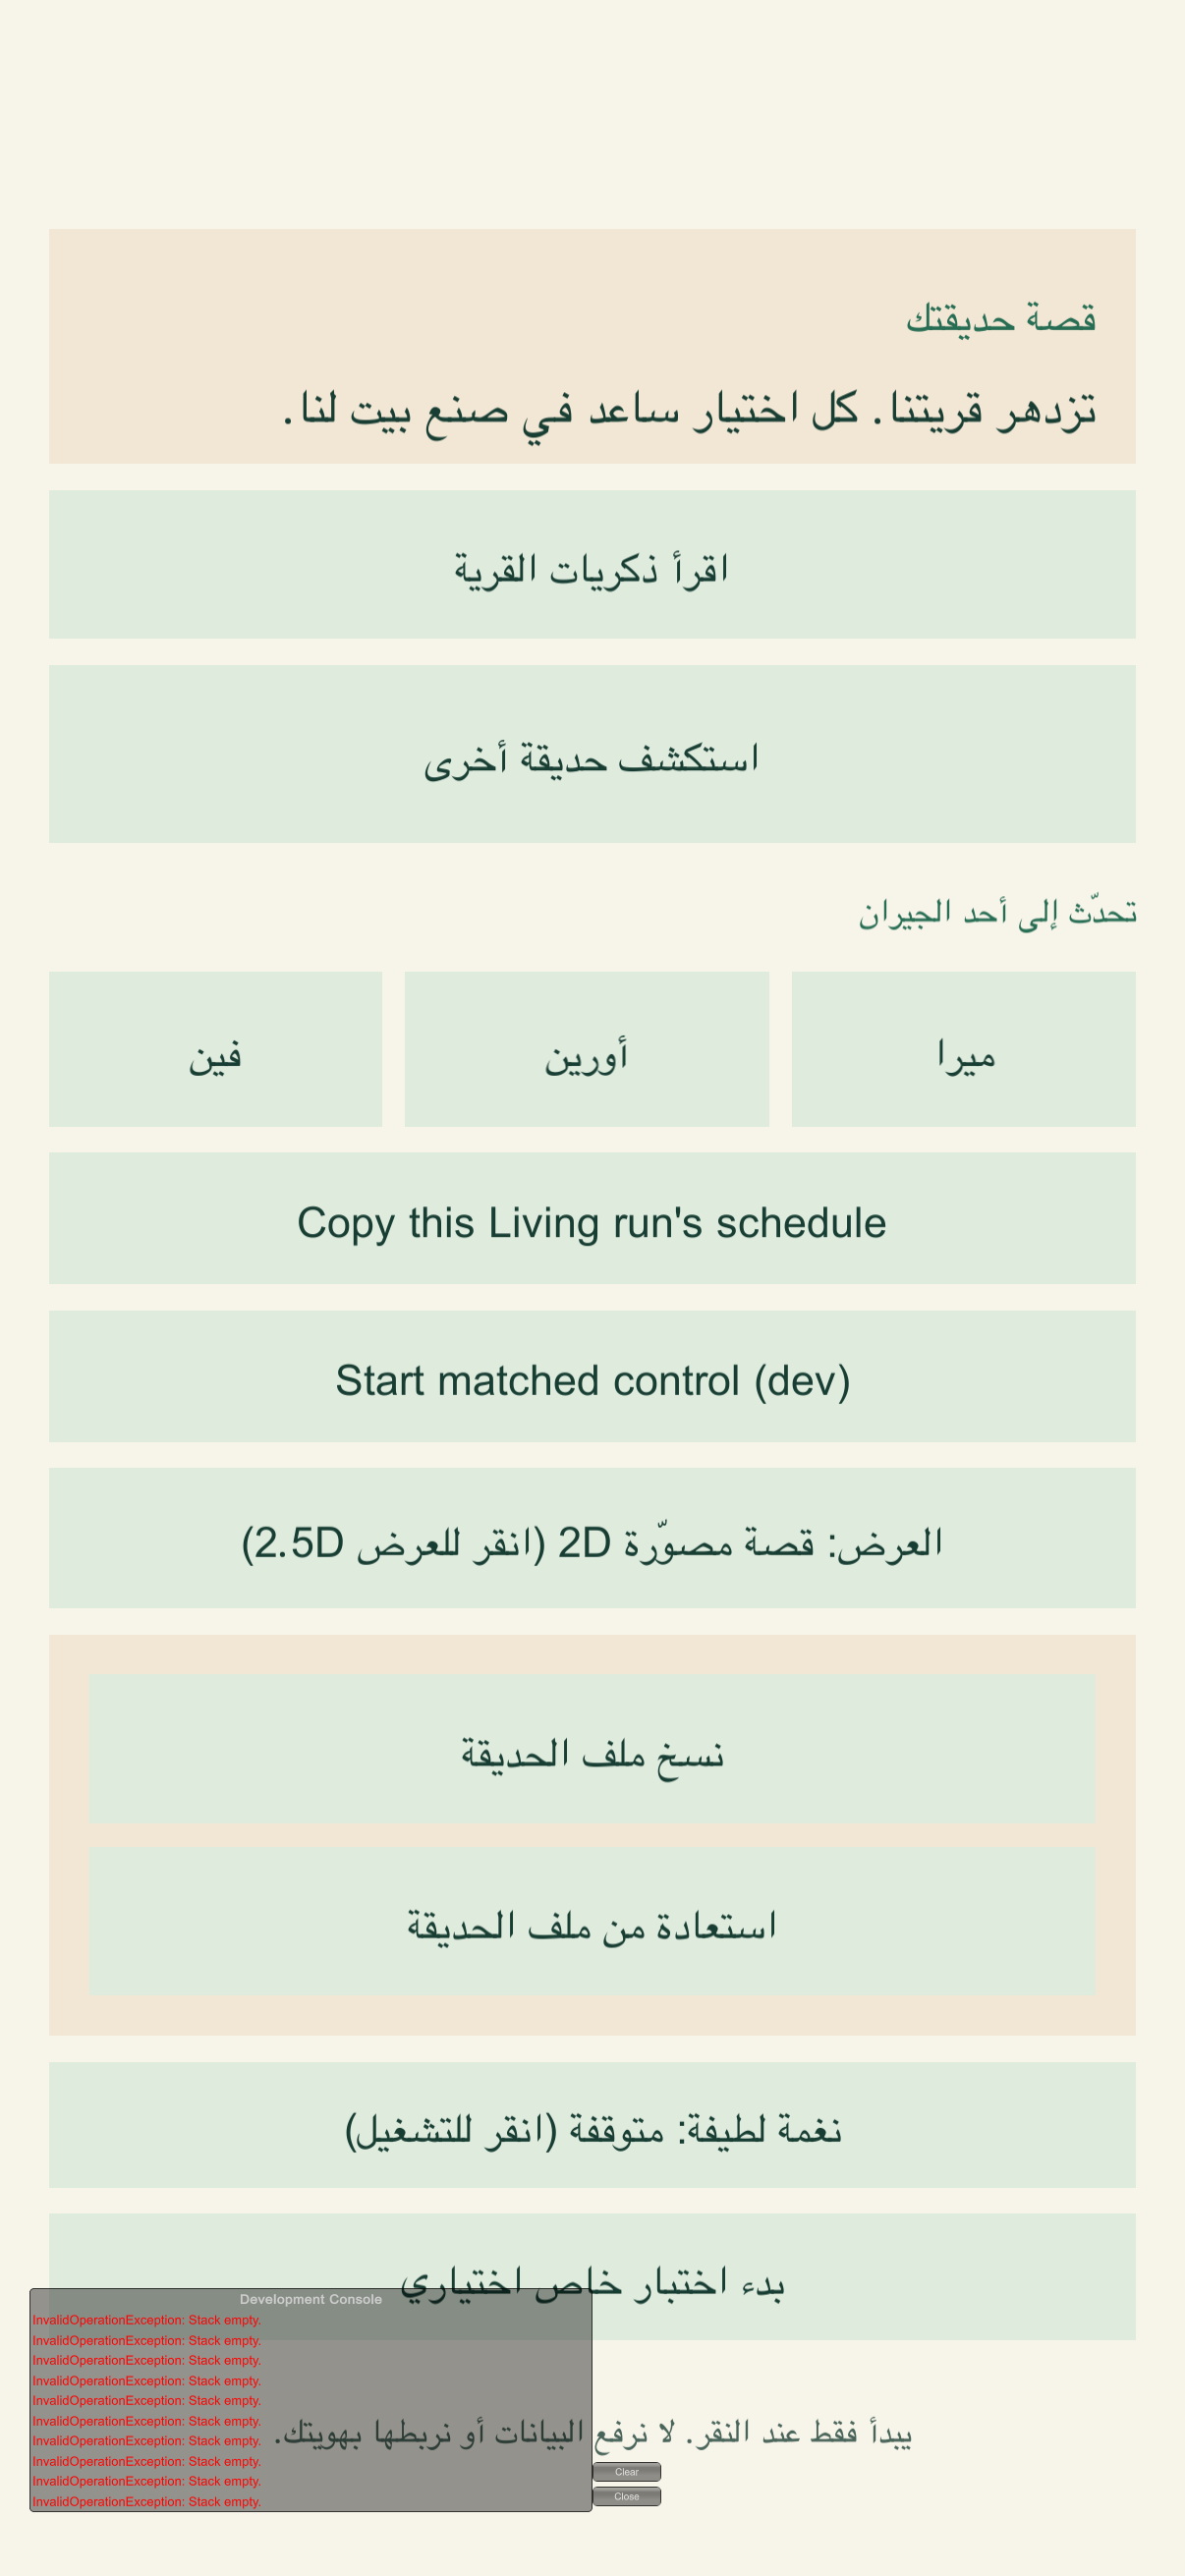 قصة حديقتك
تزدهر قريتنا. كل اختيار ساعد في صنع بيت لنا.
اقرأ ذكريات القرية
استكشف حديقة أخرى
تحدّث إلى أحد الجيران
ميرا
أورين
فين
Copy this Living run's schedule
Start matched control (dev)
العرض: قصة مصوّرة 2D (انقر للعرض 2.5D)
نسخ ملف الحديقة
استعادة من ملف الحديقة
نغمة لطيفة: متوقفة (انقر للتشغيل)
بدء اختبار خاص اختياري
Development Console
InvalidOperationException: Stack empty.
InvalidOperationException: Stack empty.
InvalidOperationException: Stack empty.
InvalidOperationException: Stack empty.
InvalidOperationException: Stack empty.
InvalidOperationException: Stack empty.
InvalidOperationException: Stack empty.
InvalidOperationException: Stack empty.
InvalidOperationException: Stack empty.
InvalidOperationException: Stack empty.
يبدأ فقط عند النقر. لا نرفع البيانات أو نربطها بهويتك.
Clear
Close